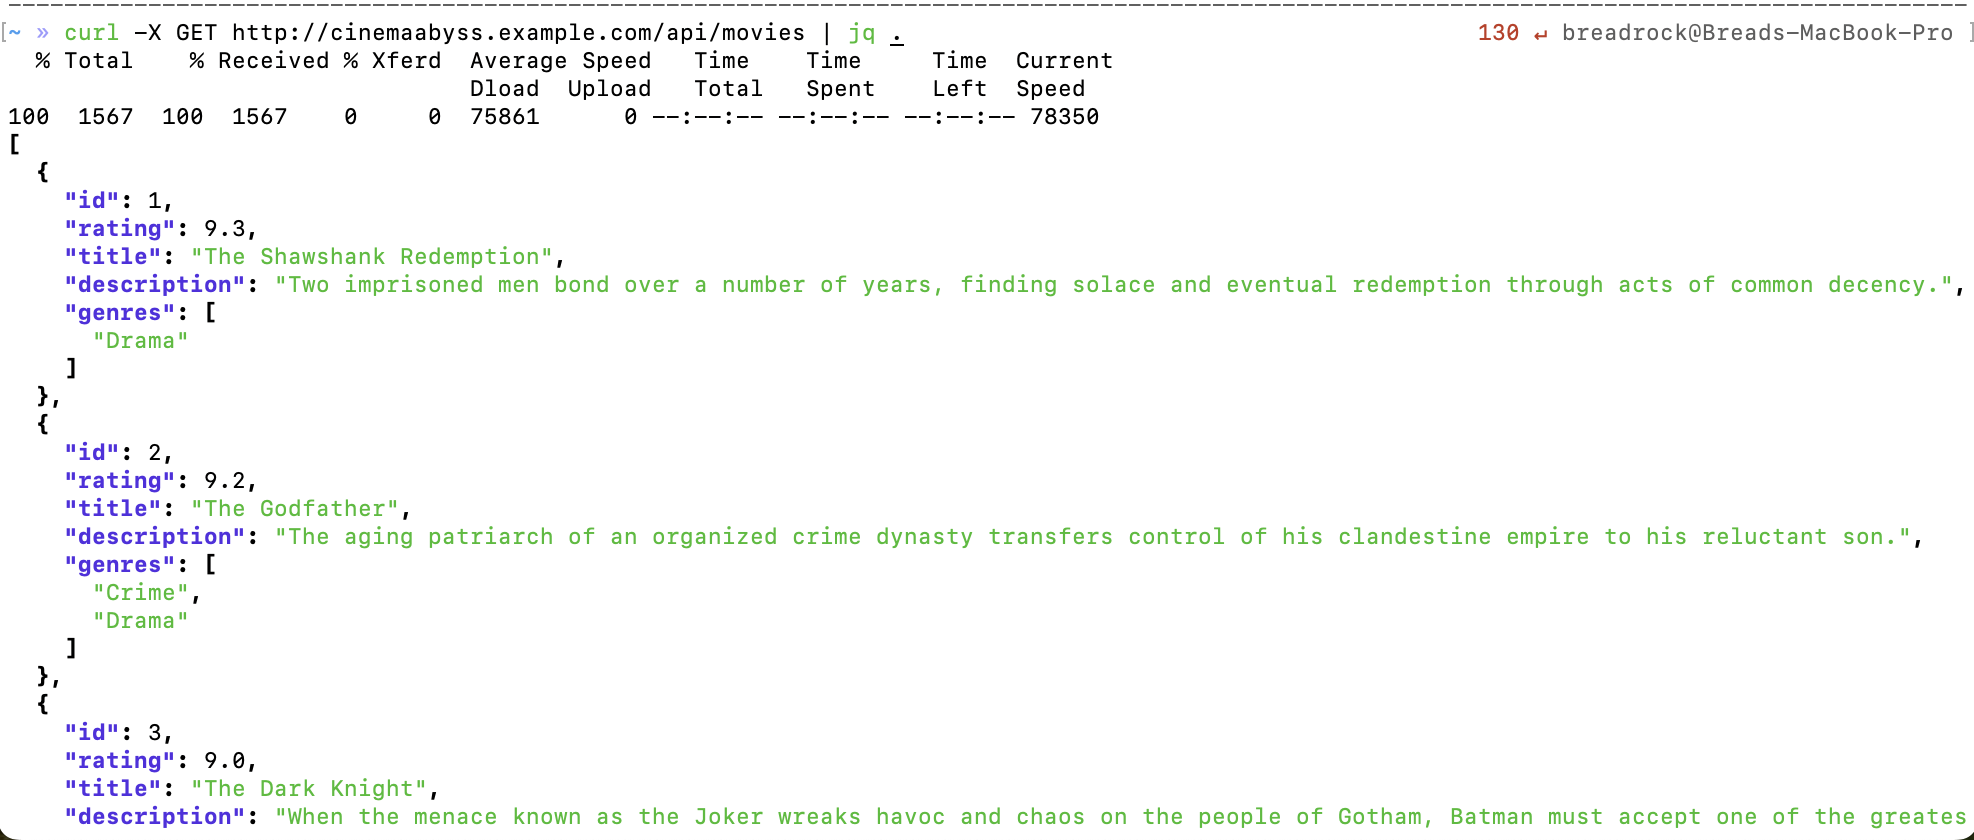 [~ » curl -X GET http://cinemaabyss.example.com/api/movies | jq . 130 ↵ breadrock@Breads-MacBook-Pro ]
% Total % Received % Xferd Average Speed Time Time Time Current
Dload Upload Total Spent Left Speed
100 1567 100 1567 0 0 75861 0 --:--:-- --:--:-- --:--:-- 78350
[
  {
    "id": 1,
    "rating": 9.3,
    "title": "The Shawshank Redemption",
    "description": "Two imprisoned men bond over a number of years, finding solace and eventual redemption through acts of common decency.",
    "genres": [
      "Drama"
    ]
  },
  {
    "id": 2,
    "rating": 9.2,
    "title": "The Godfather",
    "description": "The aging patriarch of an organized crime dynasty transfers control of his clandestine empire to his reluctant son.",
    "genres": [
      "Crime",
      "Drama"
    ]
  },
  {
    "id": 3,
    "rating": 9.0,
    "title": "The Dark Knight",
    "description": "When the menace known as the Joker wreaks havoc and chaos on the people of Gotham, Batman must accept one of the greates